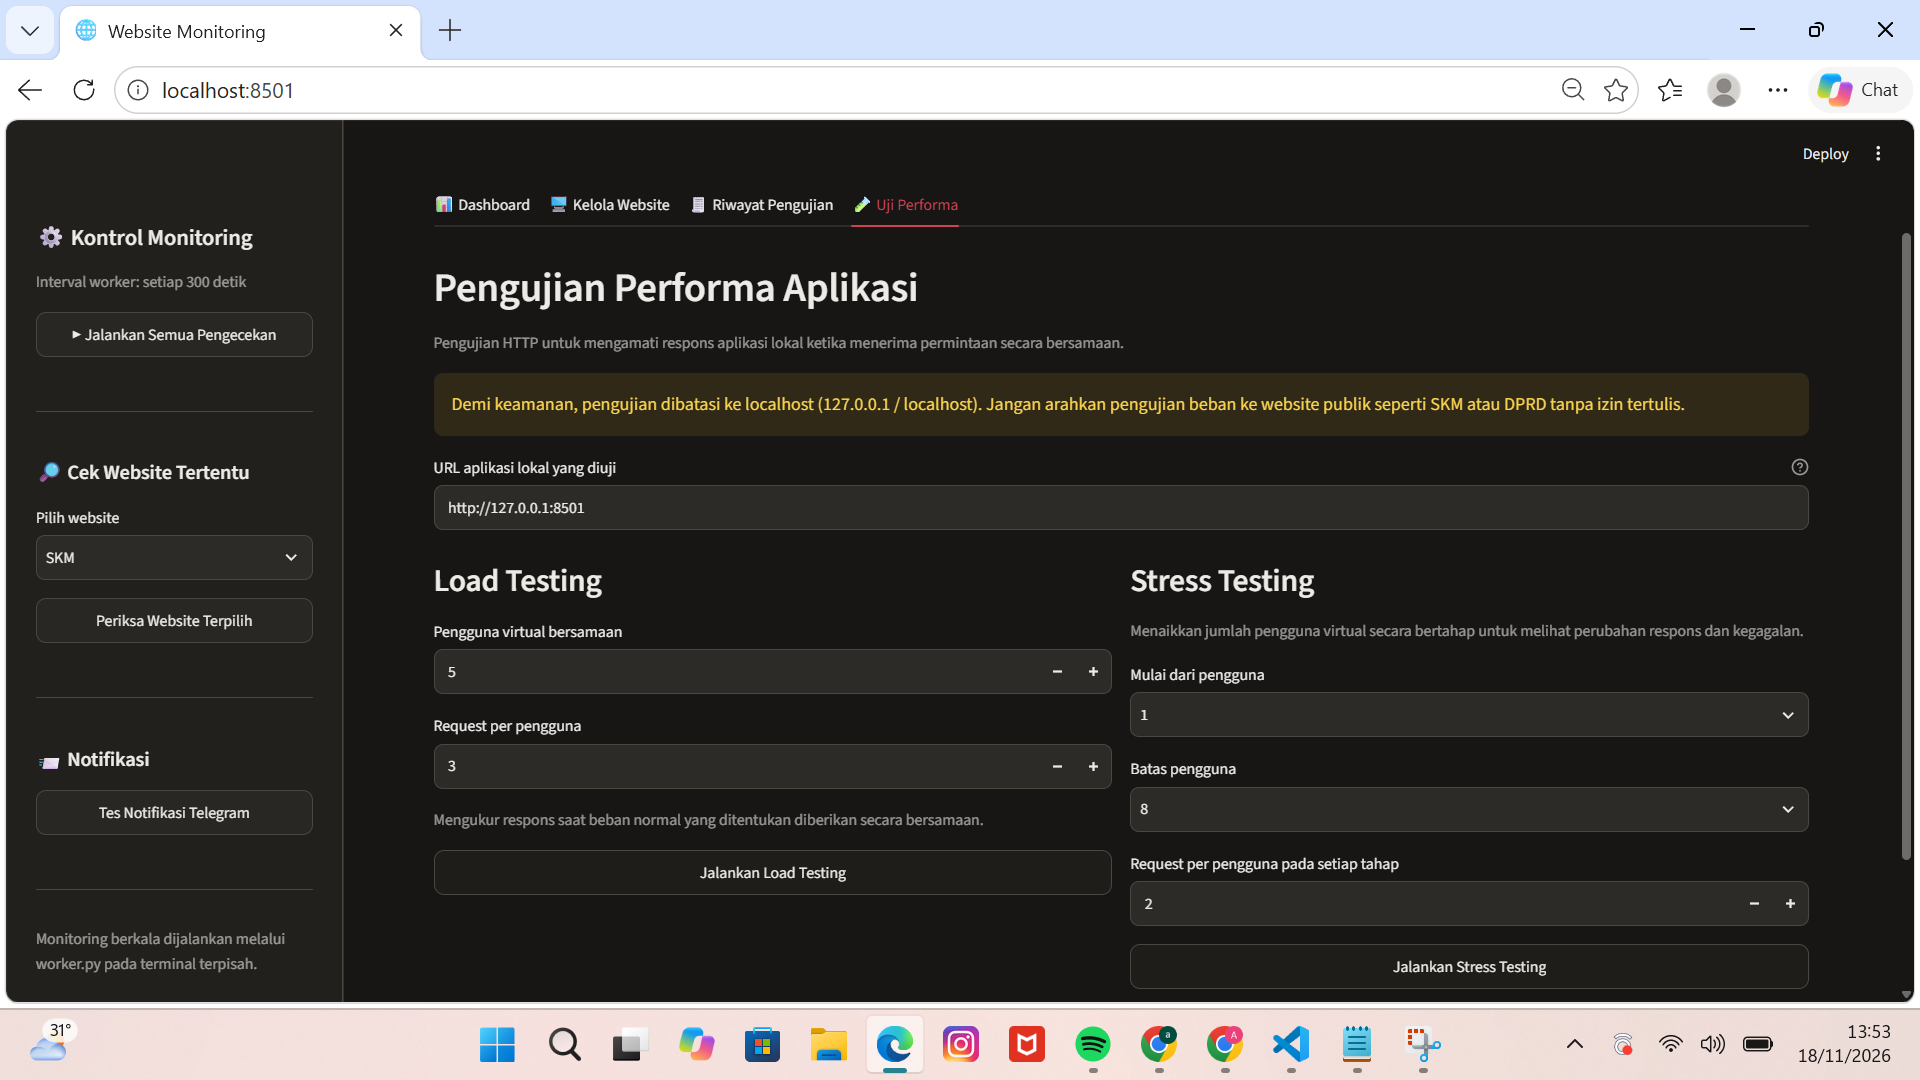 Website Monitoring
localhost:8501
Chat
Deploy
Kontrol Monitoring
Interval worker: setiap 300 detik
Jalankan Semua Pengecekan
Cek Website Tertentu
Pilih website
SKM
Periksa Website Terpilih
Notifikasi
Tes Notifikasi Telegram
Monitoring berkala dijalankan melalui
worker.py pada terminal terpisah.
Dashboard Kelola Website Riwayat Pengujian Uji Performa
Pengujian Performa Aplikasi
Pengujian HTTP untuk mengamati respons aplikasi lokal ketika menerima permintaan secara bersamaan.
Demi keamanan, pengujian dibatasi ke localhost (127.0.0.1 / localhost). Jangan arahkan pengujian beban ke website publik seperti SKM atau DPRD tanpa izin tertulis.
URL aplikasi lokal yang diuji
http://127.0.0.1:8501
Load Testing
Pengguna virtual bersamaan
5
Request per pengguna
3
Mengukur respons saat beban normal yang ditentukan diberikan secara bersamaan.
Jalankan Load Testing
Stress Testing
Menaikkan jumlah pengguna virtual secara bertahap untuk melihat perubahan respons dan kegagalan.
Mulai dari pengguna
1
Batas pengguna
8
Request per pengguna pada setiap tahap
2
Jalankan Stress Testing
31°
a
A
13:53
18/11/2026